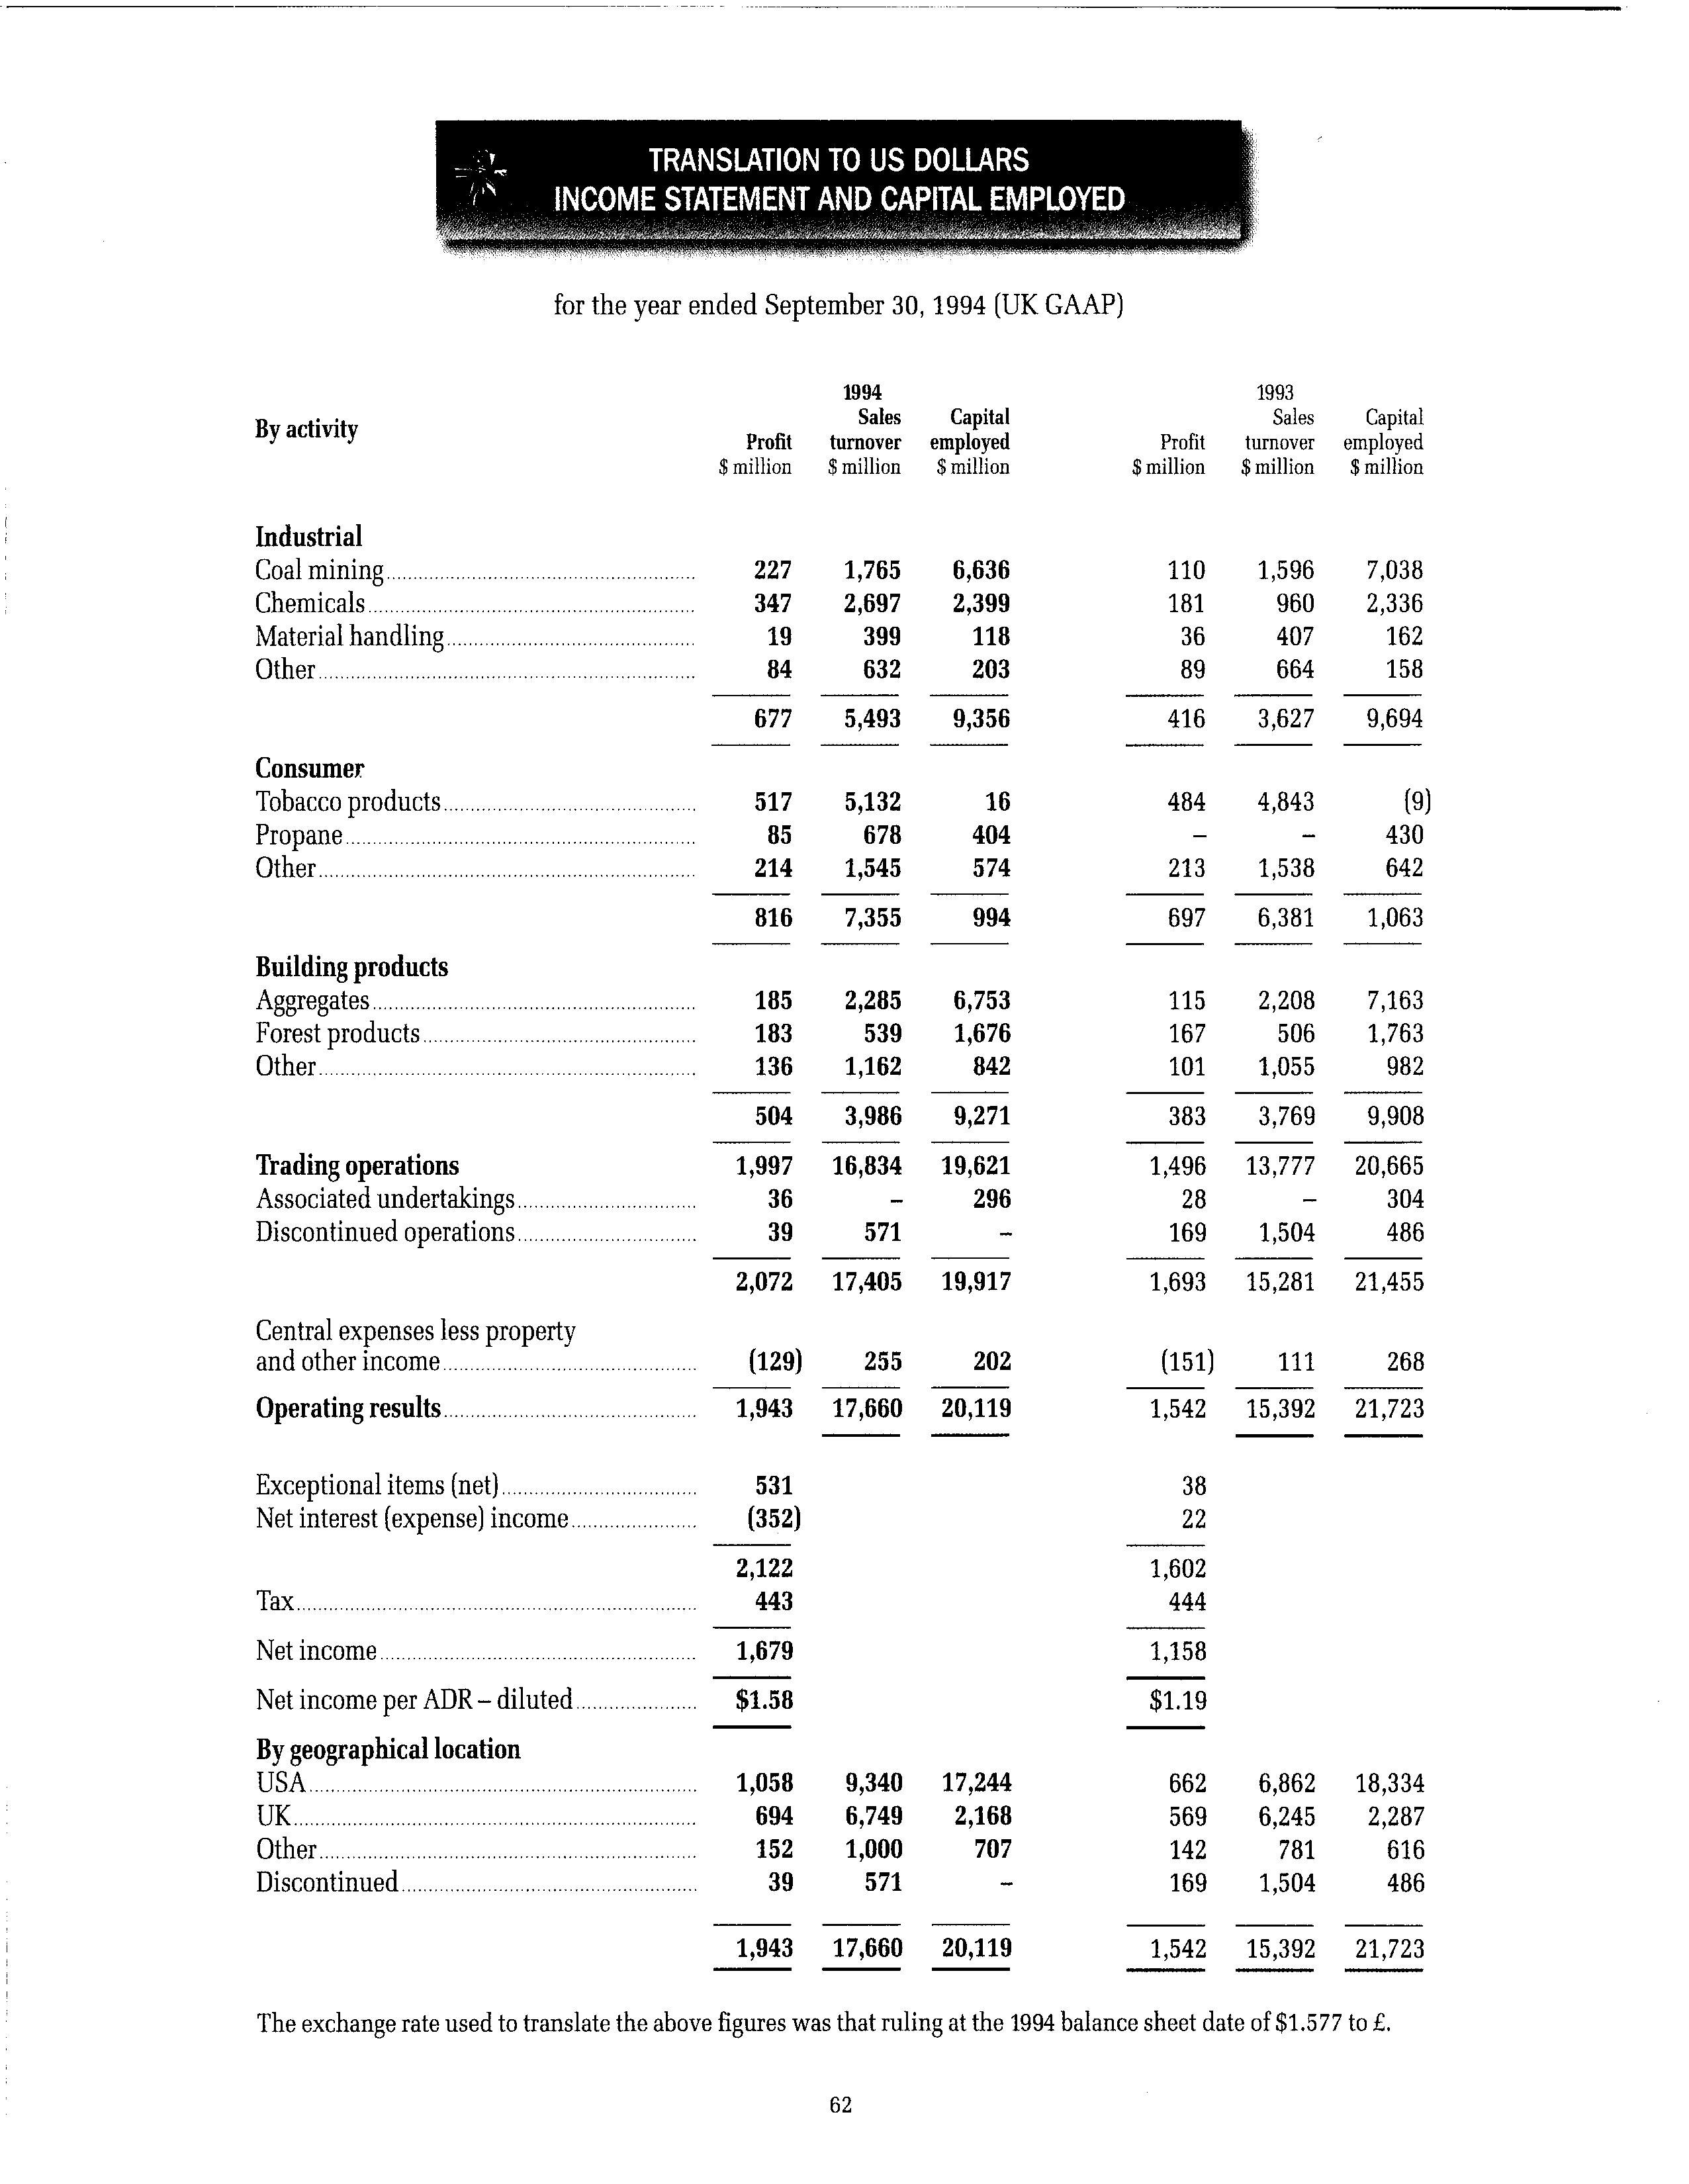 TRANSLATION TO US DOLLARS
INCOME STATEMENT AND CAPITAL EMPLOYED
for the year ended September 30, 1994 (UK GAAP)
1994 1993
By activity Sales Capital Sales Capital
Profit turnover employed Profit turnover employed
$ million $ million $ million $ million $ million $ million
Industrial
Coal mining 227 1,765 6,636 110 1,596 7,038
Chemicals 347 2,697 2,399 181 960 2,336
Material handling 19 399 118 36 407 162
Other 84 632 203 89 664 158
677 5,493 9,356 416 3,627 9,694
Consumer
Tobacco products 517 5,132 16 484 4,843 (9)
Propane 85 678 404 – – 430
Other 214 1,545 574 213 1,538 642
816 7,355 994 697 6,381 1,063
Building products
Aggregates 185 2,285 6,753 115 2,208 7,163
Forest products 183 539 1,676 167 506 1,763
Other 136 1,162 842 101 1,055 982
504 3,986 9,271 383 3,769 9,908
Trading operations 1,997 16,834 19,621 1,496 13,777 20,665
Associated undertakings 36 – 296 28 – 304
Discontinued operations 39 571 – 169 1,504 486
2,072 17,405 19,917 1,693 15,281 21,455
Central expenses less property
and other income (129) 255 202 (151) 111 268
Operating results 1,943 17,660 20,119 1,542 15,392 21,723
Exceptional items (net) 531 38
Net interest (expense) income (352) 22
2,122 1,602
Tax 443 444
Net income 1,679 1,158
Net income per ADR – diluted $1.58 $1.19
By geographical location
USA 1,058 9,340 17,244 662 6,862 18,334
UK 694 6,749 2,168 569 6,245 2,287
Other 152 1,000 707 142 781 616
Discontinued 39 571 – 169 1,504 486
1,943 17,660 20,119 1,542 15,392 21,723
The exchange rate used to translate the above figures was that ruling at the 1994 balance sheet date of $1.577 to £.
62